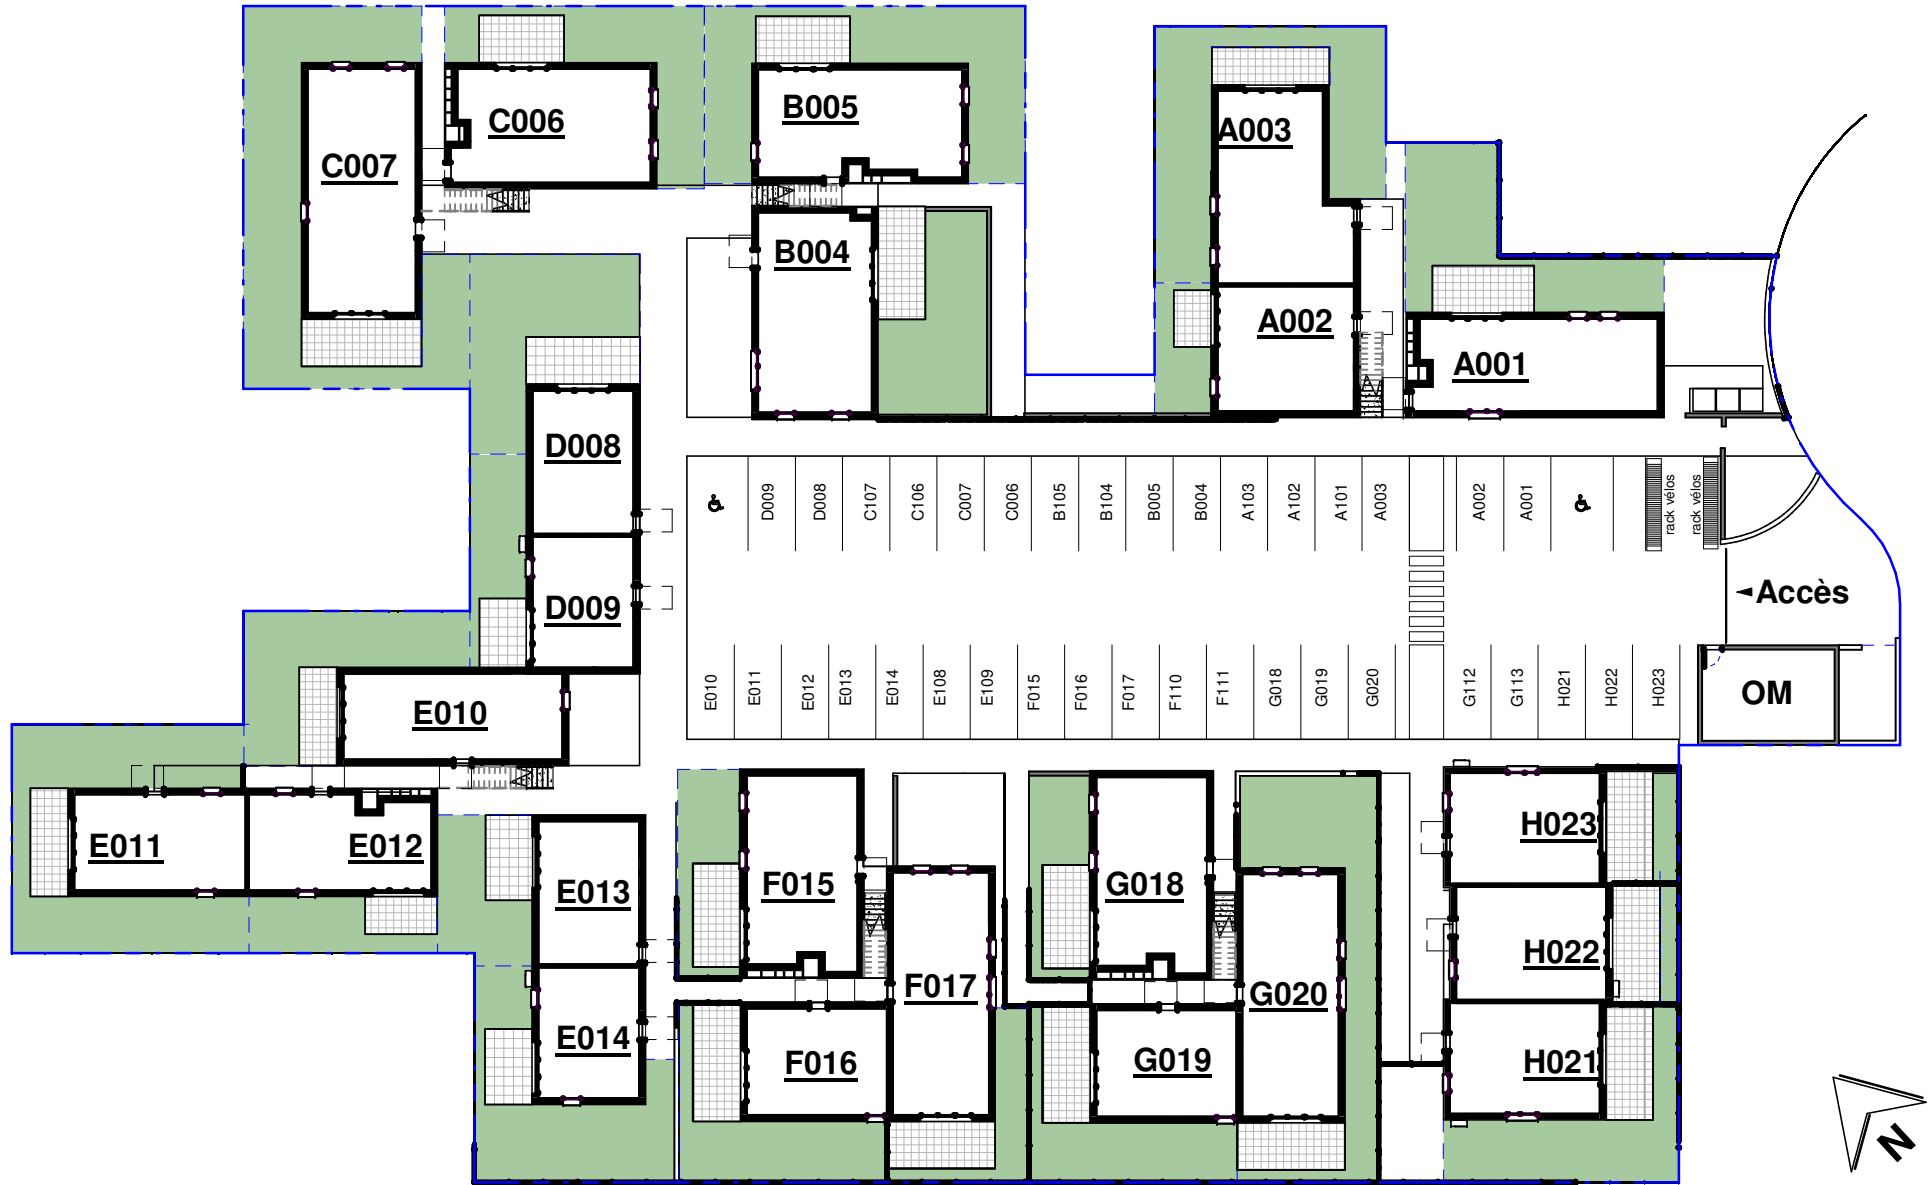 C007
C006
B005
A003
B004
A002
A001
D008
D009
D009
D008
C107
C106
C007
C006
B105
B104
B005
B004
A103
A102
A101
A003
A002
A001
rack vélos
rack vélos
Accès
E010
E011
E012
E013
E014
E108
E109
F015
F016
F017
F110
F111
G018
G019
G020
G112
G113
H021
H022
H023
OM
E010
E011
E012
E013
E014
F015
F016
F017
G018
G019
G020
H023
H022
H021
N